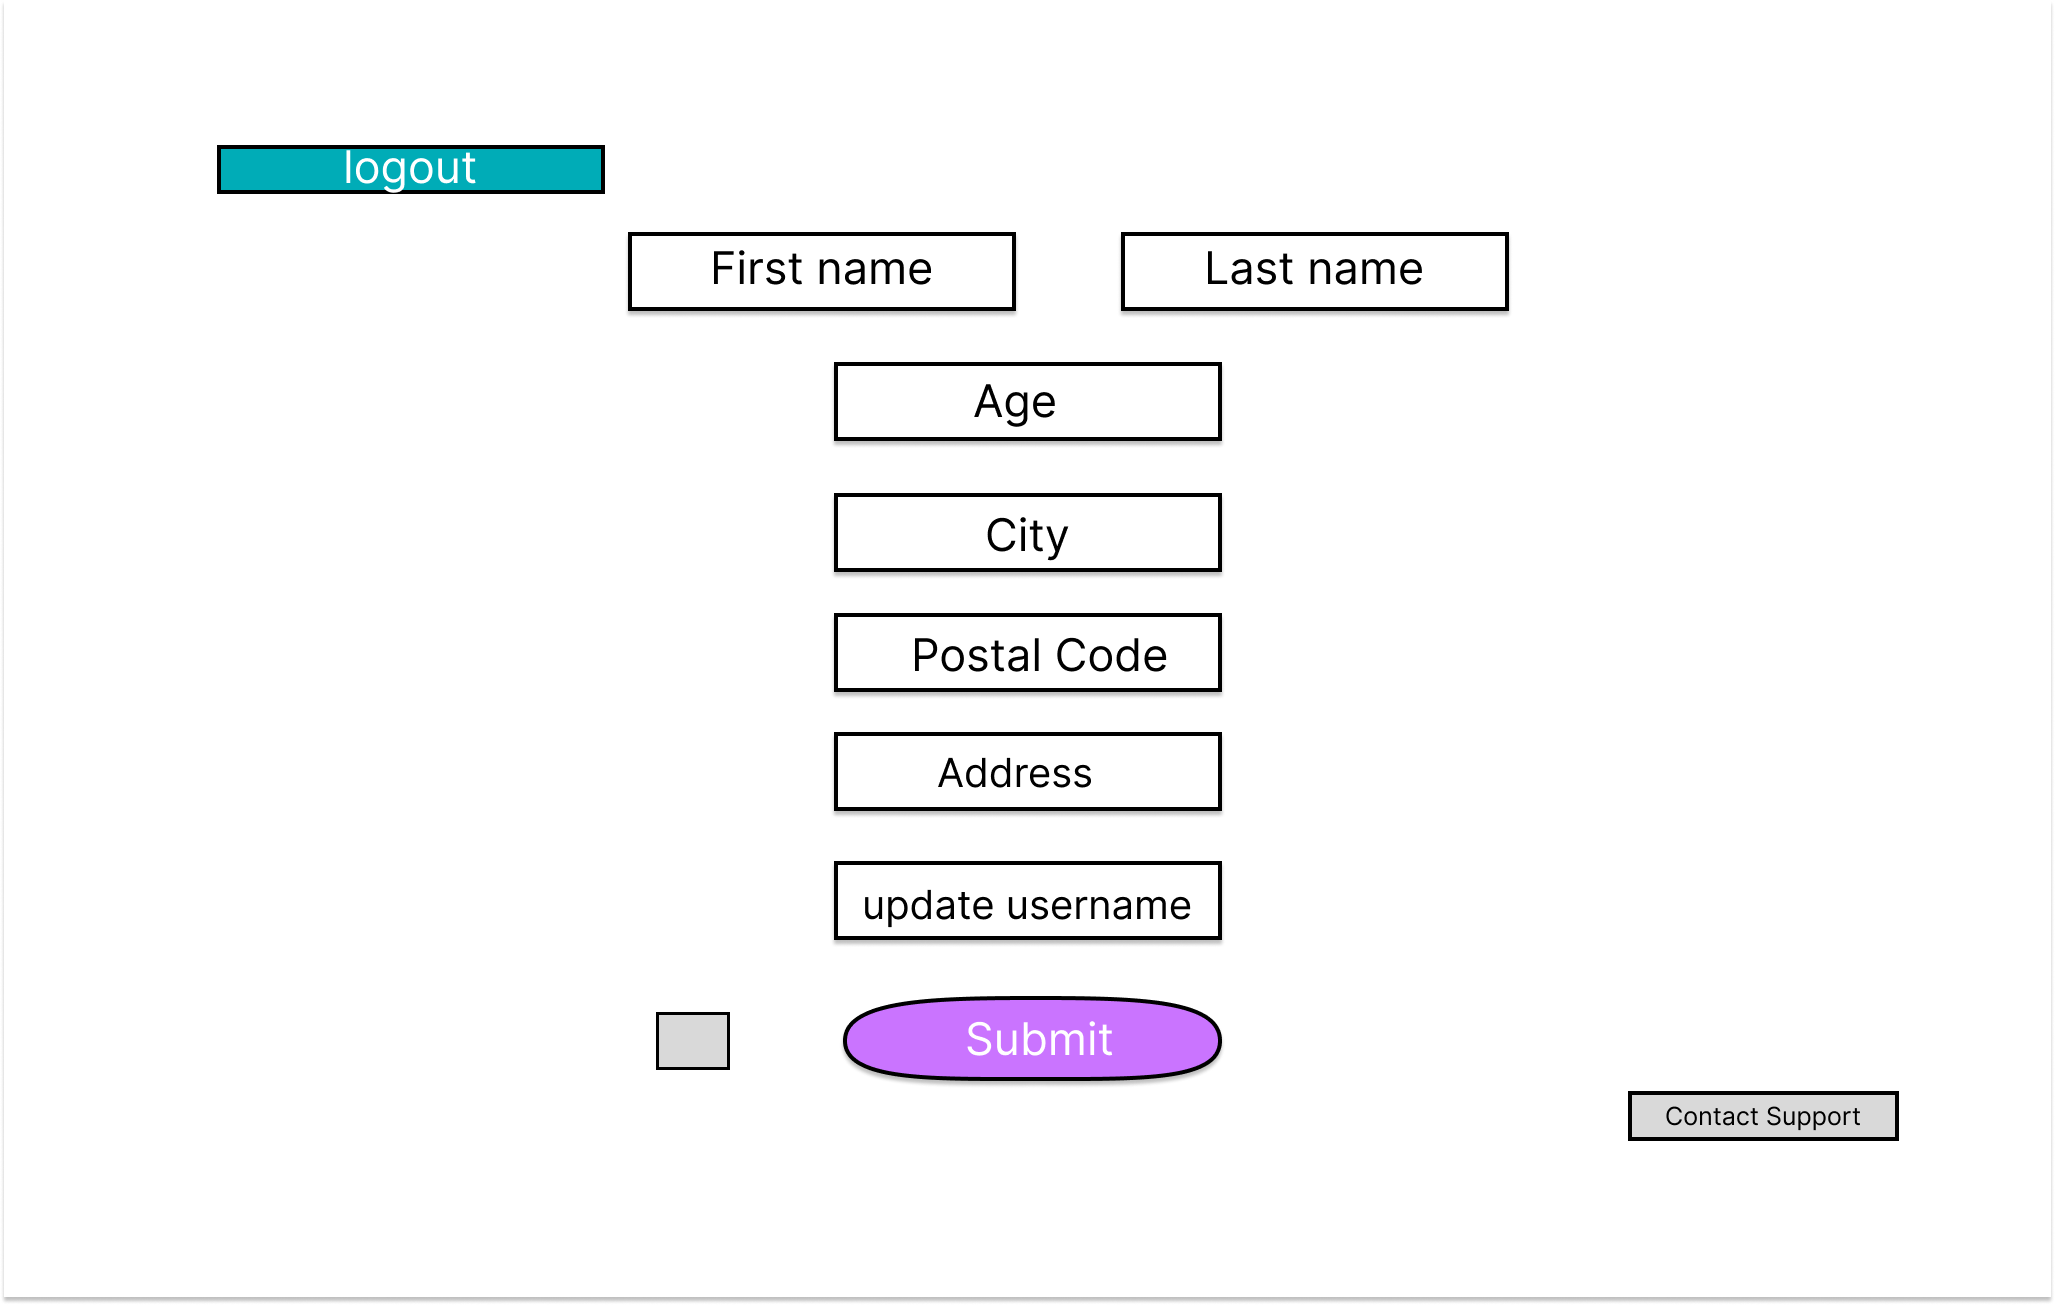 logout
First name
Last name
Age
City
Postal Code
Address
update username
Submit
Contact Support